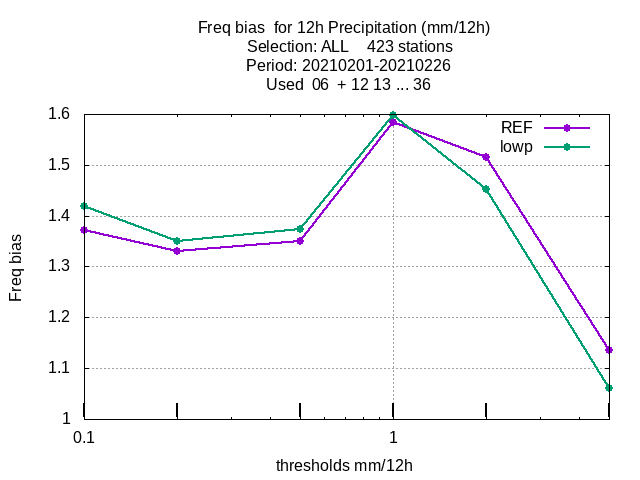 Freq bias  for 12h Precipitation (mm/12h)
Selection: ALL    423 stations
Period: 20210201-20210226
Used  06  + 12 13 ... 36
REF
lowp
Freq bias
1.6
1.5
1.4
1.3
1.2
1.1
1
0.1
1
thresholds mm/12h